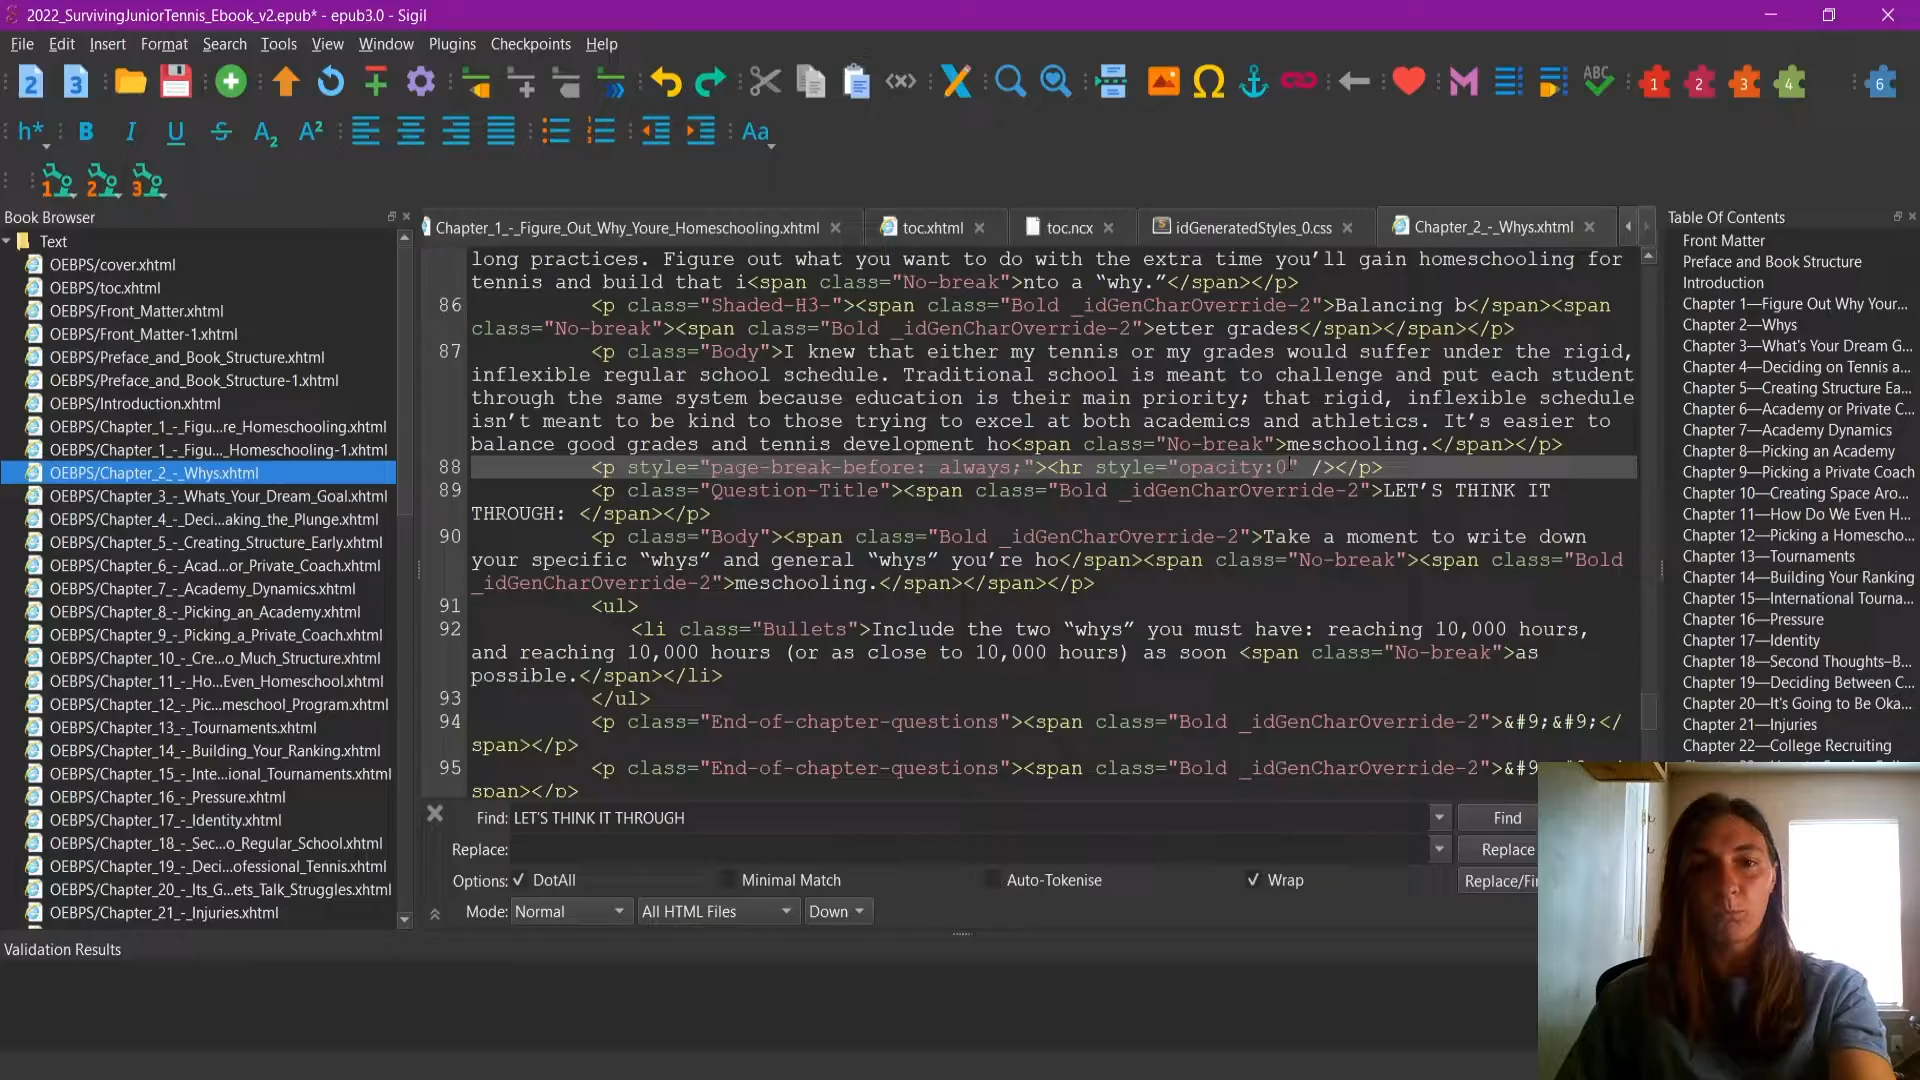 2022_SurvivingJuniorTennis_Ebook_v2.epub* - epub3.0 - Sigil
File Edit Insert Format Search Tools View Window Plugins Checkpoints Help
2 3 ABC 1 2 3 4 6
h* B I U S A2 A2 Aa
1 2 3
Book Browser
Text
OEBPS/cover.xhtml
OEBPS/toc.xhtml
OEBPS/Front_Matter.xhtml
OEBPS/Front_Matter-1.xhtml
OEBPS/Preface_and_Book_Structure.xhtml
OEBPS/Preface_and_Book_Structure-1.xhtml
OEBPS/Introduction.xhtml
OEBPS/Chapter_1_-_Figu...re_Homeschooling.xhtml
OEBPS/Chapter_1_-_Figu..._Homeschooling-1.xhtml
OEBPS/Chapter_2_-_Whys.xhtml
OEBPS/Chapter_3_-_Whats_Your_Dream_Goal.xhtml
OEBPS/Chapter_4_-_Deci...aking_the_Plunge.xhtml
OEBPS/Chapter_5_-_Creating_Structure_Early.xhtml
OEBPS/Chapter_6_-_Acad...or_Private_Coach.xhtml
OEBPS/Chapter_7_-_Academy_Dynamics.xhtml
OEBPS/Chapter_8_-_Picking_an_Academy.xhtml
OEBPS/Chapter_9_-_Picking_a_Private_Coach.xhtml
OEBPS/Chapter_10_-_Cre...o_Much_Structure.xhtml
OEBPS/Chapter_11_-_Ho...Even_Homeschool.xhtml
OEBPS/Chapter_12_-_Pic...meschool_Program.xhtml
OEBPS/Chapter_13_-_Tournaments.xhtml
OEBPS/Chapter_14_-_Building_Your_Ranking.xhtml
OEBPS/Chapter_15_-_Inte...ional_Tournaments.xhtml
OEBPS/Chapter_16_-_Pressure.xhtml
OEBPS/Chapter_17_-_Identity.xhtml
OEBPS/Chapter_18_-_Sec...o_Regular_School.xhtml
OEBPS/Chapter_19_-_Deci...ofessional_Tennis.xhtml
OEBPS/Chapter_20_-_Its_G...ets_Talk_Struggles.xhtml
OEBPS/Chapter_21_-_Injuries.xhtml
Chapter_1_-_Figure_Out_Why_Youre_Homeschooling.xhtml toc.xhtml toc.ncx idGeneratedStyles_0.css Chapter_2_-_Whys.xhtml
long practices. Figure out what you want to do with the extra time you’ll gain homeschooling for
tennis and build that i<span class="No-break">nto a “why.”</span></p>
86 <p class="Shaded-H3-"><span class="Bold _idGenCharOverride-2">Balancing b</span><span
class="No-break"><span class="Bold _idGenCharOverride-2">etter grades</span></span></p>
87 <p class="Body">I knew that either my tennis or my grades would suffer under the rigid,
inflexible regular school schedule. Traditional school is meant to challenge and put each student
through the same system because education is their main priority; that rigid, inflexible schedule
isn’t meant to be kind to those trying to excel at both academics and athletics. It’s easier to
balance good grades and tennis development ho<span class="No-break">meschooling.</span></p>
88 <p style="page-break-before: always;"><hr style="opacity:0" /></p>
89 <p class="Question-Title"><span class="Bold _idGenCharOverride-2">LET’S THINK IT
THROUGH: </span></p>
90 <p class="Body"><span class="Bold _idGenCharOverride-2">Take a moment to write down
your specific “whys” and general “whys” you’re ho</span><span class="No-break"><span class="Bold
_idGenCharOverride-2">meschooling.</span></span></p>
91 <ul>
92 <li class="Bullets">Include the two “whys” you must have: reaching 10,000 hours,
and reaching 10,000 hours (or as close to 10,000 hours) as soon <span class="No-break">as
possible.</span></li>
93 </ul>
94 <p class="End-of-chapter-questions"><span class="Bold _idGenCharOverride-2">&#9;&#9;</
span></p>
95 <p class="End-of-chapter-questions"><span class="Bold _idGenCharOverride-2">&#9
span></p>
Find: LET'S THINK IT THROUGH Find
Replace: Replace
Options: DotAll Minimal Match Auto-Tokenise Wrap Replace/Fi
Mode: Normal All HTML Files Down
Table Of Contents
Front Matter
Preface and Book Structure
Introduction
Chapter 1—Figure Out Why Your...
Chapter 2—Whys
Chapter 3—What's Your Dream G...
Chapter 4—Deciding on Tennis a...
Chapter 5—Creating Structure Ea...
Chapter 6—Academy or Private C...
Chapter 7—Academy Dynamics
Chapter 8—Picking an Academy
Chapter 9—Picking a Private Coach
Chapter 10—Creating Space Aro...
Chapter 11—How Do We Even H...
Chapter 12—Picking a Homescho...
Chapter 13—Tournaments
Chapter 14—Building Your Ranking
Chapter 15—International Tourna...
Chapter 16—Pressure
Chapter 17—Identity
Chapter 18—Second Thoughts–B...
Chapter 19—Deciding Between C...
Chapter 20—It's Going to Be Oka...
Chapter 21—Injuries
Chapter 22—College Recruiting
Validation Results